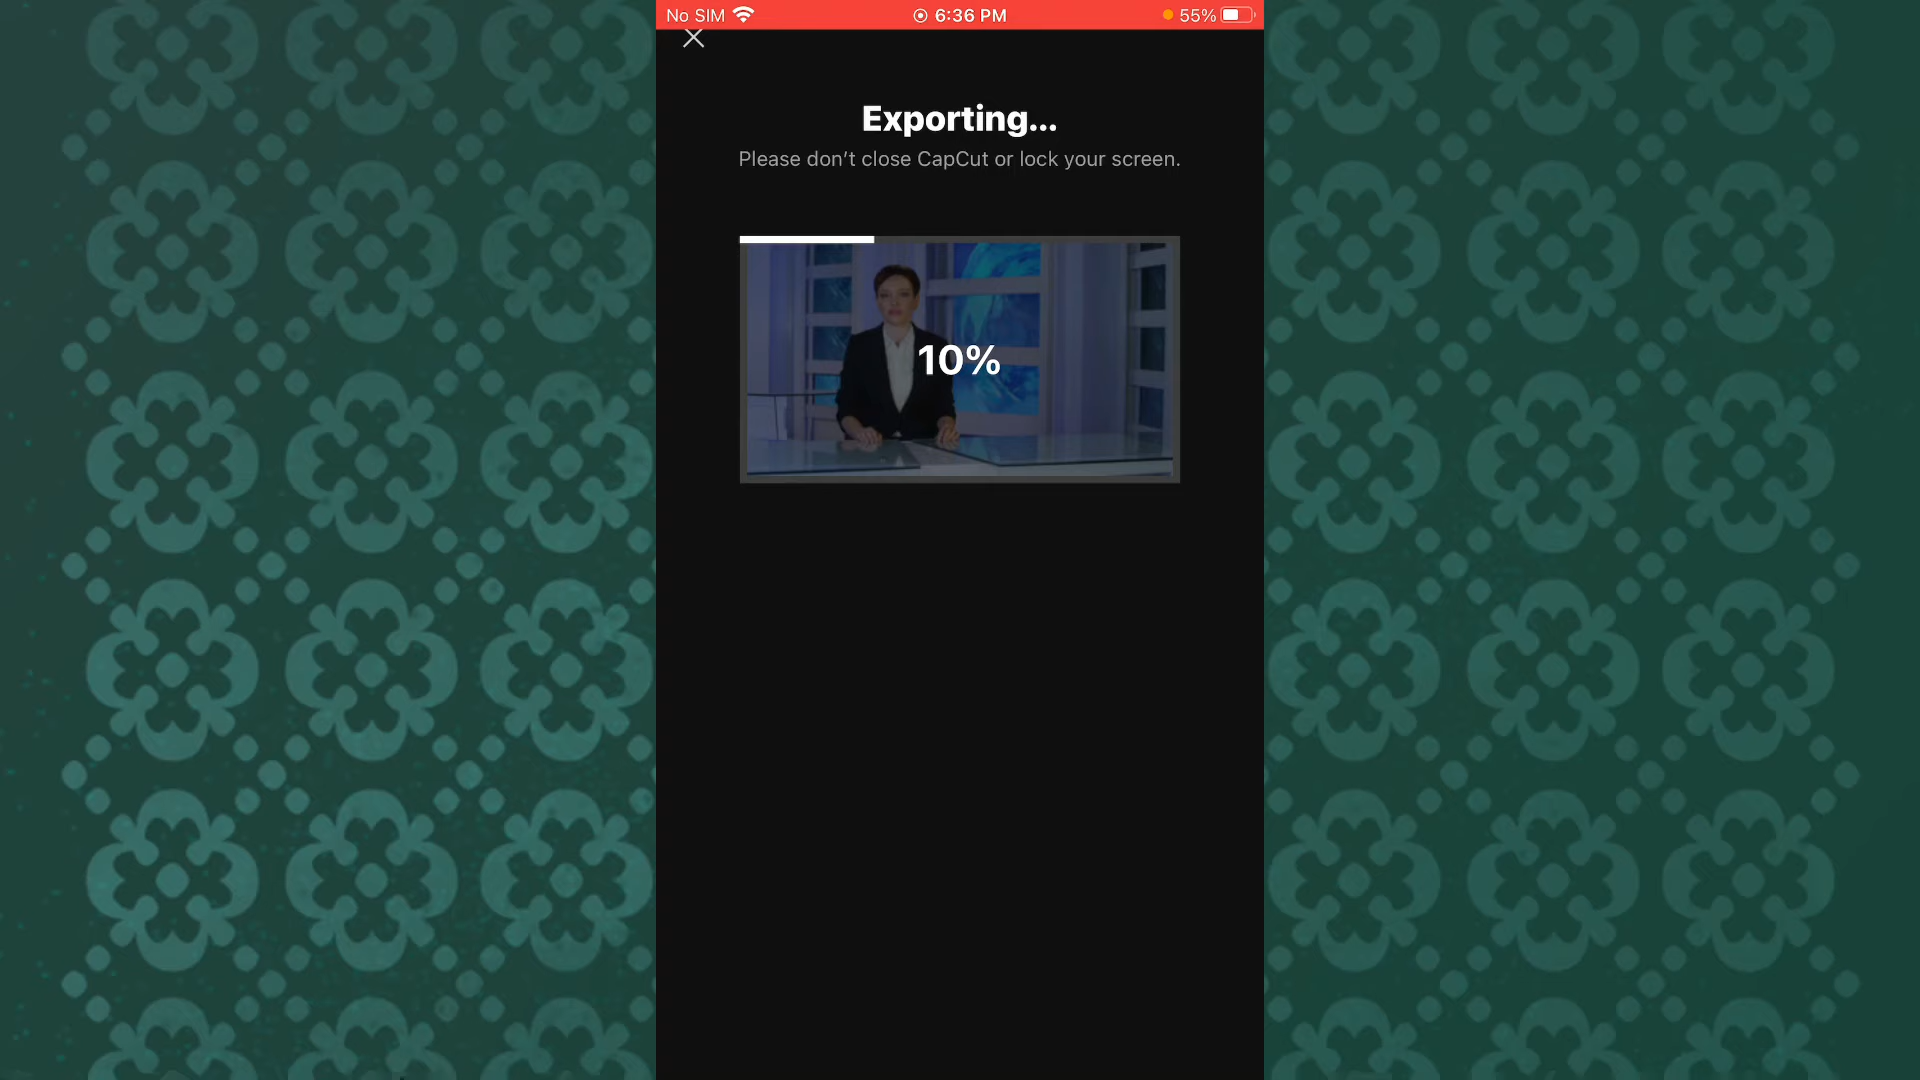 No SIM 6:36 PM 55%
Exporting...
Please don’t close CapCut or lock your screen.
10%